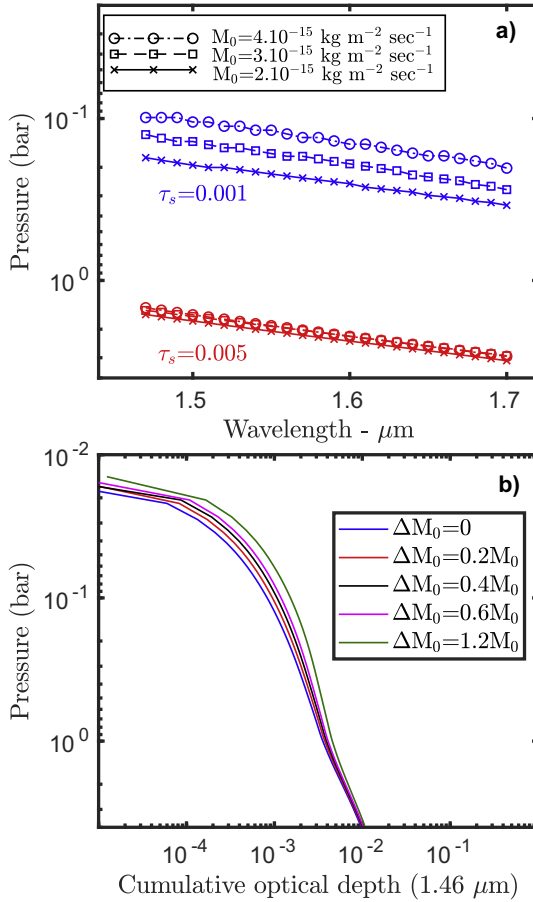 a)
M₀=4.10⁻¹⁵ kg m⁻² sec⁻¹
M₀=3.10⁻¹⁵ kg m⁻² sec⁻¹
M₀=2.10⁻¹⁵ kg m⁻² sec⁻¹
10⁻¹
Pressure (bar)
τₛ=0.001
10⁰
τₛ=0.005
1.5 1.6 1.7
Wavelength - μm
10⁻²
b)
ΔM₀=0
ΔM₀=0.2M₀
ΔM₀=0.4M₀
ΔM₀=0.6M₀
ΔM₀=1.2M₀
10⁻¹
Pressure (bar)
10⁰
10⁻⁴ 10⁻³ 10⁻² 10⁻¹
Cumulative optical depth (1.46 μm)